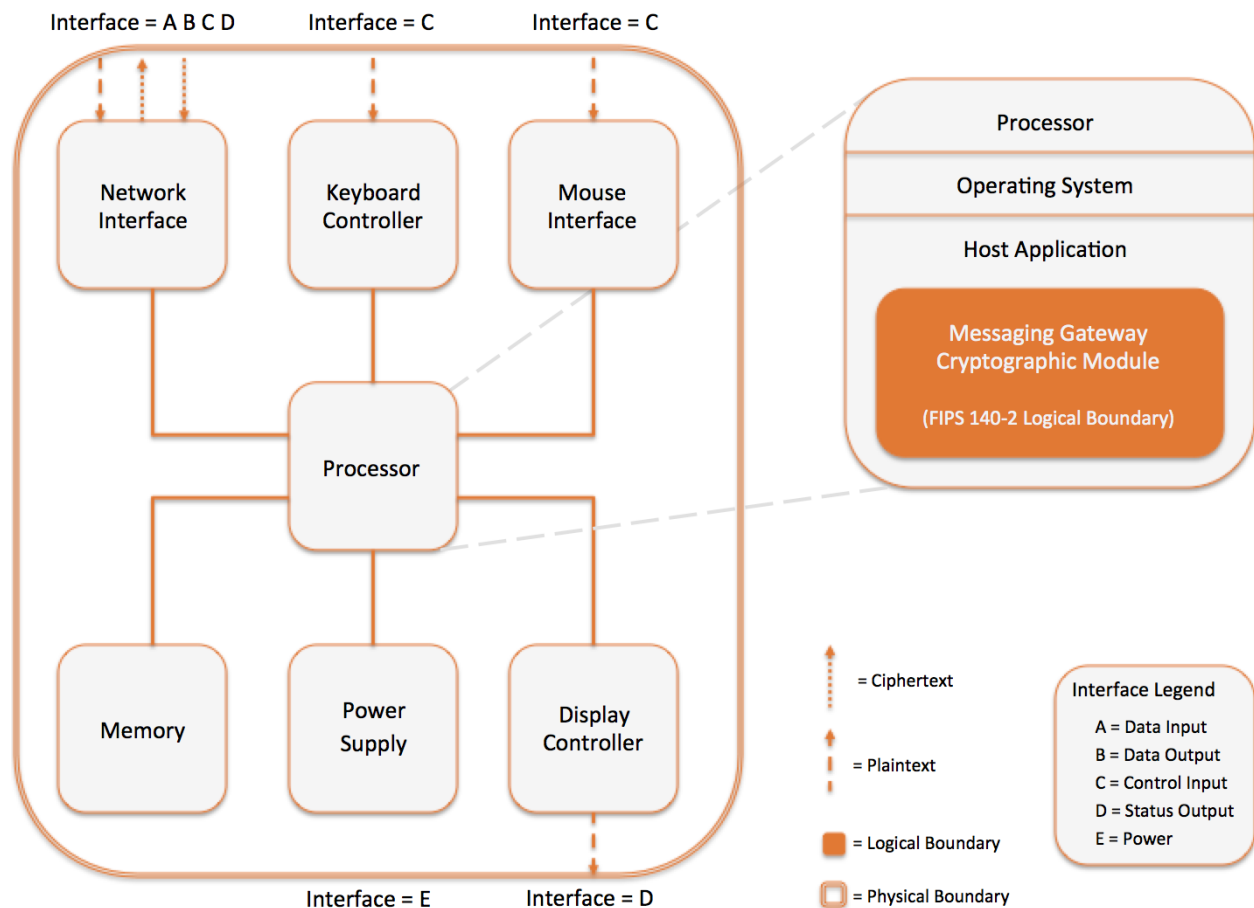 Interface = A B C D
Interface = C
Interface = C
Network
Interface
Keyboard
Controller
Mouse
Interface
Processor
Memory
Power
Supply
Display
Controller
Interface = E
Interface = D
Processor
Operating System
Host Application
Messaging Gateway
Cryptographic Module
(FIPS 140-2 Logical Boundary)
= Ciphertext
= Plaintext
= Logical Boundary
= Physical Boundary
Interface Legend
A = Data Input
B = Data Output
C = Control Input
D = Status Output
E = Power